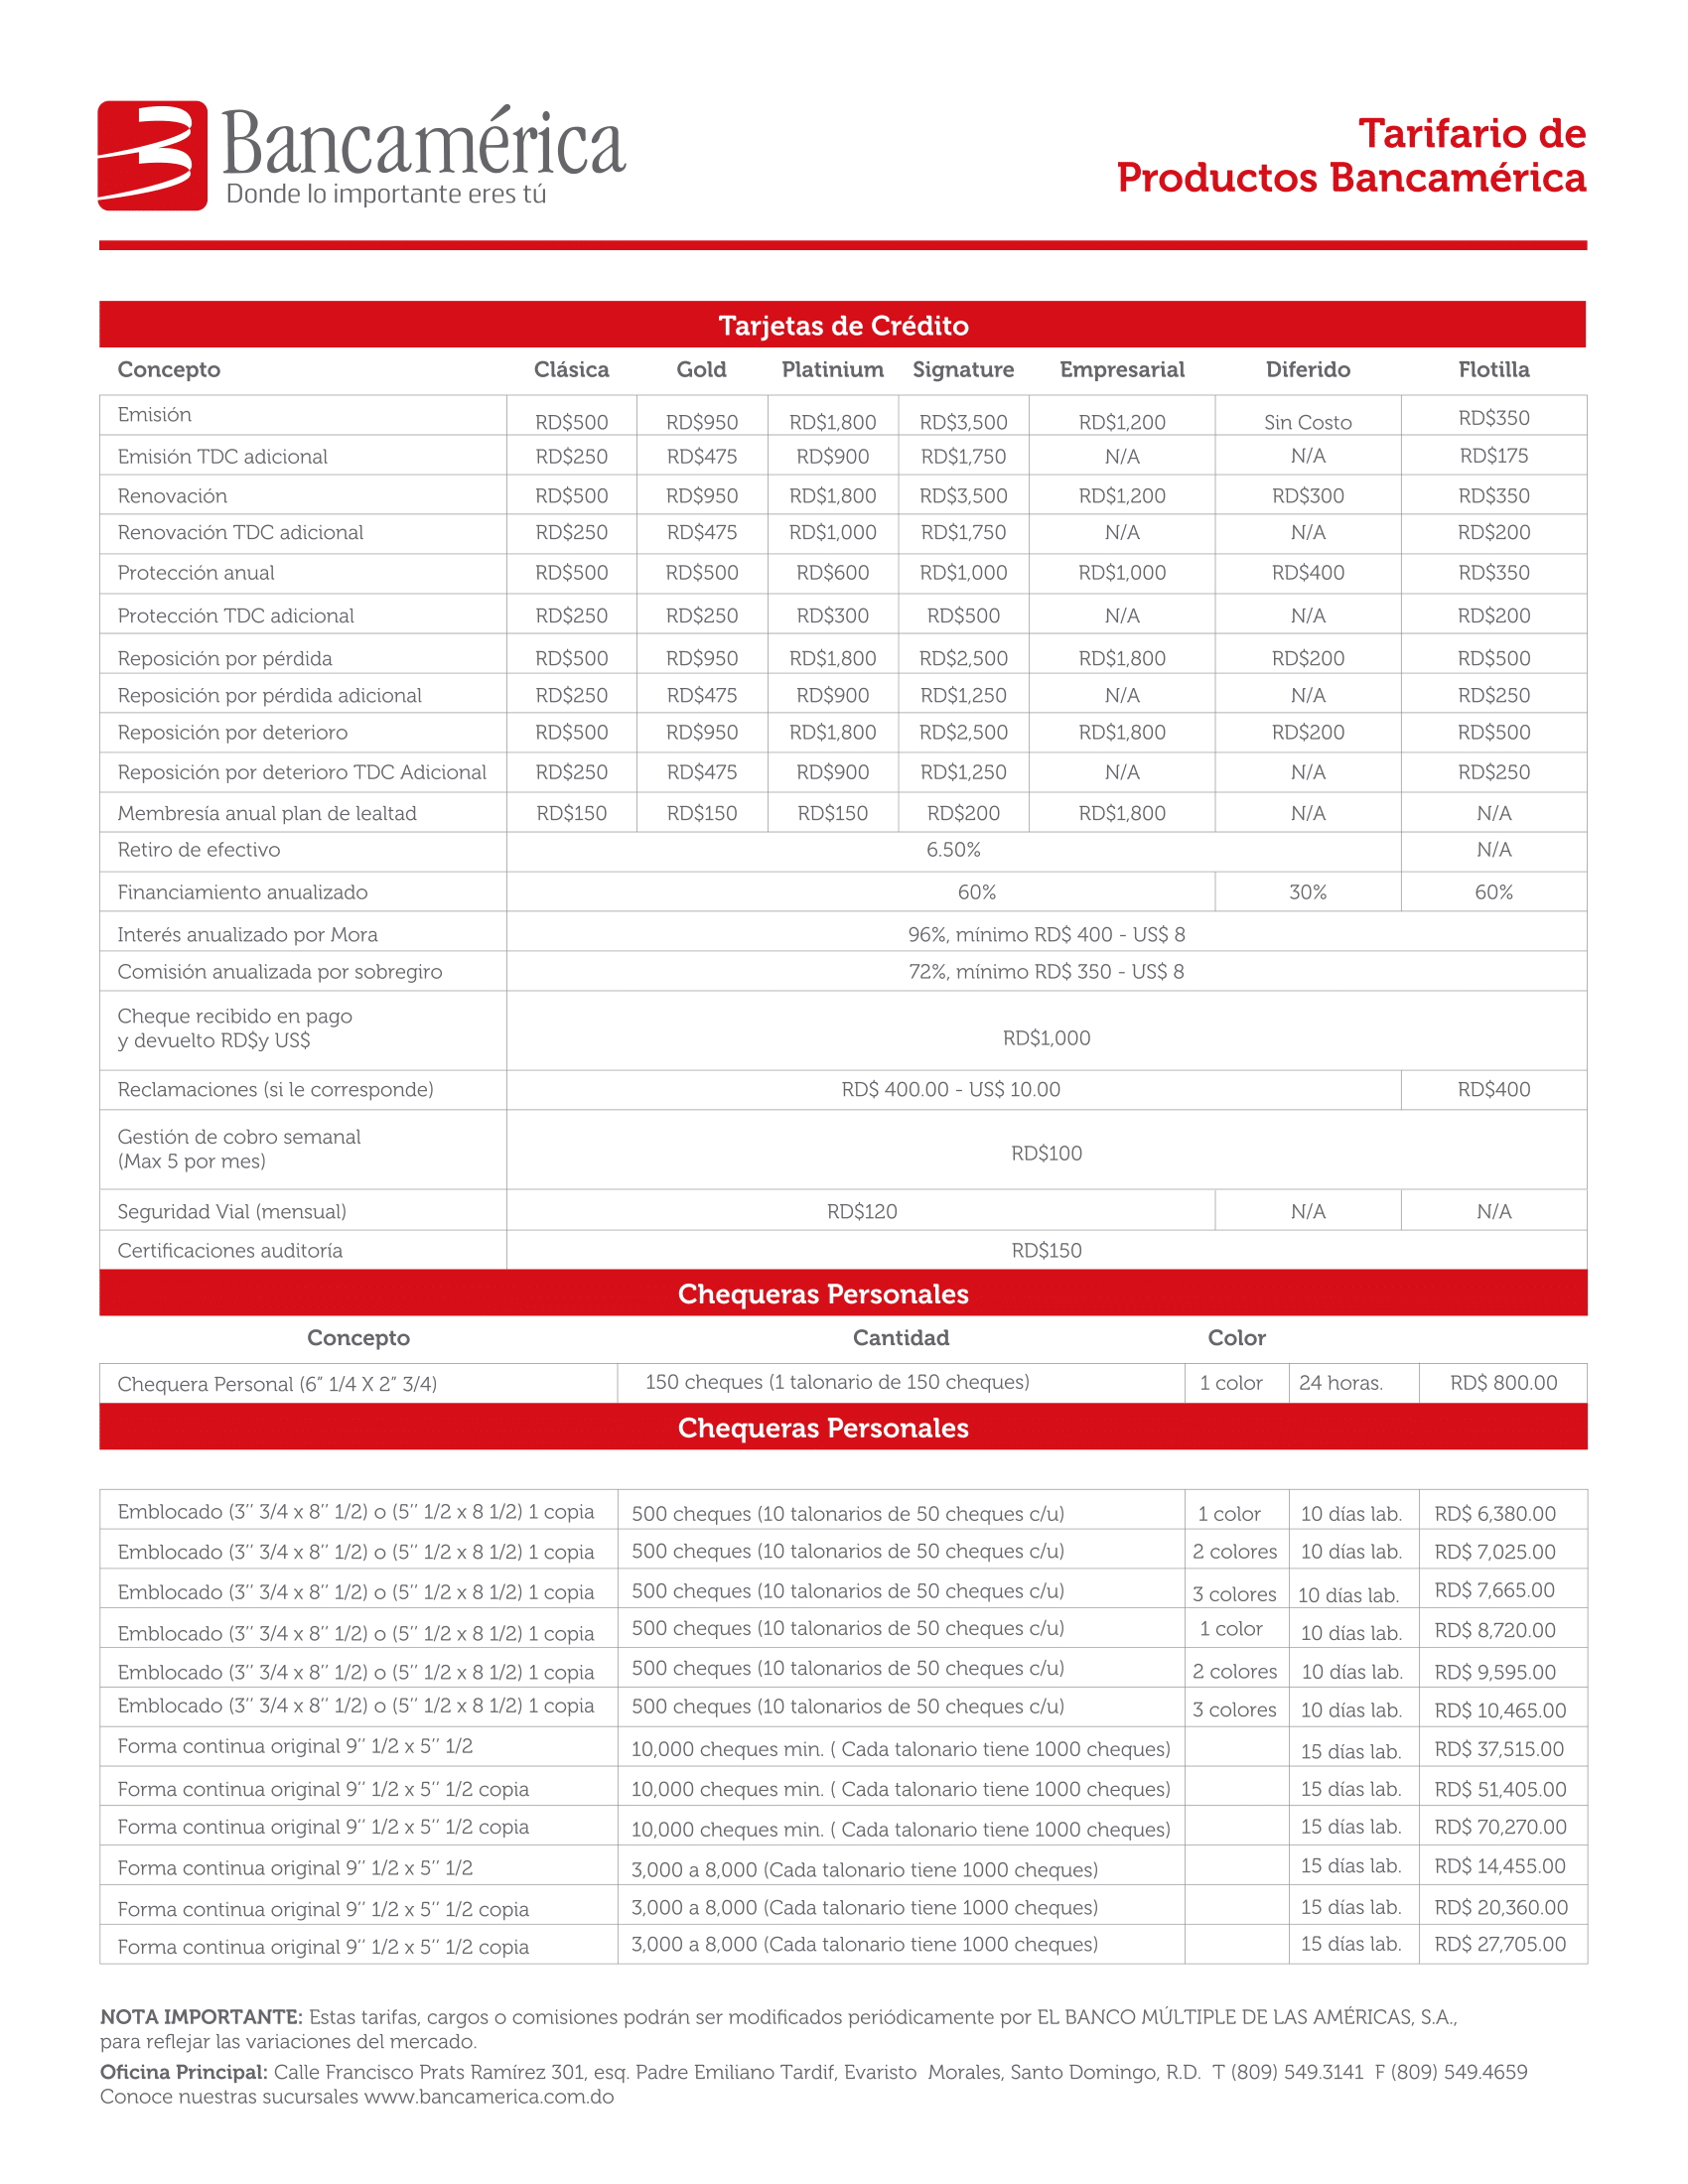 Bancamérica
Donde lo importante eres tú
Tarifario de
Productos Bancamérica
Tarjetas de Crédito
Concepto Clásica Gold Platinium Signature Empresarial Diferido Flotilla
Emisión RD$500 RD$950 RD$1,800 RD$3,500 RD$1,200 Sin Costo RD$350
Emisión TDC adicional RD$250 RD$475 RD$900 RD$1,750 N/A N/A RD$175
Renovación RD$500 RD$950 RD$1,800 RD$3,500 RD$1,200 RD$300 RD$350
Renovación TDC adicional RD$250 RD$475 RD$1,000 RD$1,750 N/A N/A RD$200
Protección anual RD$500 RD$500 RD$600 RD$1,000 RD$1,000 RD$400 RD$350
Protección TDC adicional RD$250 RD$250 RD$300 RD$500 N/A N/A RD$200
Reposición por pérdida RD$500 RD$950 RD$1,800 RD$2,500 RD$1,800 RD$200 RD$500
Reposición por pérdida adicional RD$250 RD$475 RD$900 RD$1,250 N/A N/A RD$250
Reposición por deterioro RD$500 RD$950 RD$1,800 RD$2,500 RD$1,800 RD$200 RD$500
Reposición por deterioro TDC Adicional RD$250 RD$475 RD$900 RD$1,250 N/A N/A RD$250
Membresía anual plan de lealtad RD$150 RD$150 RD$150 RD$200 RD$1,800 N/A N/A
Retiro de efectivo 6.50% N/A
Financiamiento anualizado 60% 30% 60%
Interés anualizado por Mora 96%, mínimo RD$ 400 - US$ 8
Comisión anualizada por sobregiro 72%, mínimo RD$ 350 - US$ 8
Cheque recibido en pago
y devuelto RD$y US$ RD$1,000
Reclamaciones (si le corresponde) RD$ 400.00 - US$ 10.00 RD$400
Gestión de cobro semanal
(Max 5 por mes) RD$100
Seguridad Vial (mensual) RD$120 N/A N/A
Certificaciones auditoría RD$150
Chequeras Personales
Concepto Cantidad Color
Chequera Personal (6” 1/4 X 2” 3/4) 150 cheques (1 talonario de 150 cheques) 1 color 24 horas. RD$ 800.00
Chequeras Personales
Emblocado (3’’ 3/4 x 8’’ 1/2) o (5’’ 1/2 x 8 1/2) 1 copia 500 cheques (10 talonarios de 50 cheques c/u) 1 color 10 días lab. RD$ 6,380.00
Emblocado (3’’ 3/4 x 8’’ 1/2) o (5’’ 1/2 x 8 1/2) 1 copia 500 cheques (10 talonarios de 50 cheques c/u) 2 colores 10 días lab. RD$ 7,025.00
Emblocado (3’’ 3/4 x 8’’ 1/2) o (5’’ 1/2 x 8 1/2) 1 copia 500 cheques (10 talonarios de 50 cheques c/u) 3 colores 10 días lab. RD$ 7,665.00
Emblocado (3’’ 3/4 x 8’’ 1/2) o (5’’ 1/2 x 8 1/2) 1 copia 500 cheques (10 talonarios de 50 cheques c/u) 1 color 10 días lab. RD$ 8,720.00
Emblocado (3’’ 3/4 x 8’’ 1/2) o (5’’ 1/2 x 8 1/2) 1 copia 500 cheques (10 talonarios de 50 cheques c/u) 2 colores 10 días lab. RD$ 9,595.00
Emblocado (3’’ 3/4 x 8’’ 1/2) o (5’’ 1/2 x 8 1/2) 1 copia 500 cheques (10 talonarios de 50 cheques c/u) 3 colores 10 días lab. RD$ 10,465.00
Forma continua original 9’’ 1/2 x 5’’ 1/2 10,000 cheques min. ( Cada talonario tiene 1000 cheques) 15 días lab. RD$ 37,515.00
Forma continua original 9’’ 1/2 x 5’’ 1/2 copia 10,000 cheques min. ( Cada talonario tiene 1000 cheques) 15 días lab. RD$ 51,405.00
Forma continua original 9’’ 1/2 x 5’’ 1/2 copia 10,000 cheques min. ( Cada talonario tiene 1000 cheques) 15 días lab. RD$ 70,270.00
Forma continua original 9’’ 1/2 x 5’’ 1/2 3,000 a 8,000 (Cada talonario tiene 1000 cheques) 15 días lab. RD$ 14,455.00
Forma continua original 9’’ 1/2 x 5’’ 1/2 copia 3,000 a 8,000 (Cada talonario tiene 1000 cheques) 15 días lab. RD$ 20,360.00
Forma continua original 9’’ 1/2 x 5’’ 1/2 copia 3,000 a 8,000 (Cada talonario tiene 1000 cheques) 15 días lab. RD$ 27,705.00
NOTA IMPORTANTE: Estas tarifas, cargos o comisiones podrán ser modificados periódicamente por EL BANCO MÚLTIPLE DE LAS AMÉRICAS, S.A.,
para reflejar las variaciones del mercado.
Oficina Principal: Calle Francisco Prats Ramírez 301, esq. Padre Emiliano Tardif, Evaristo Morales, Santo Domingo, R.D. T (809) 549.3141 F (809) 549.4659
Conoce nuestras sucursales www.bancamerica.com.do